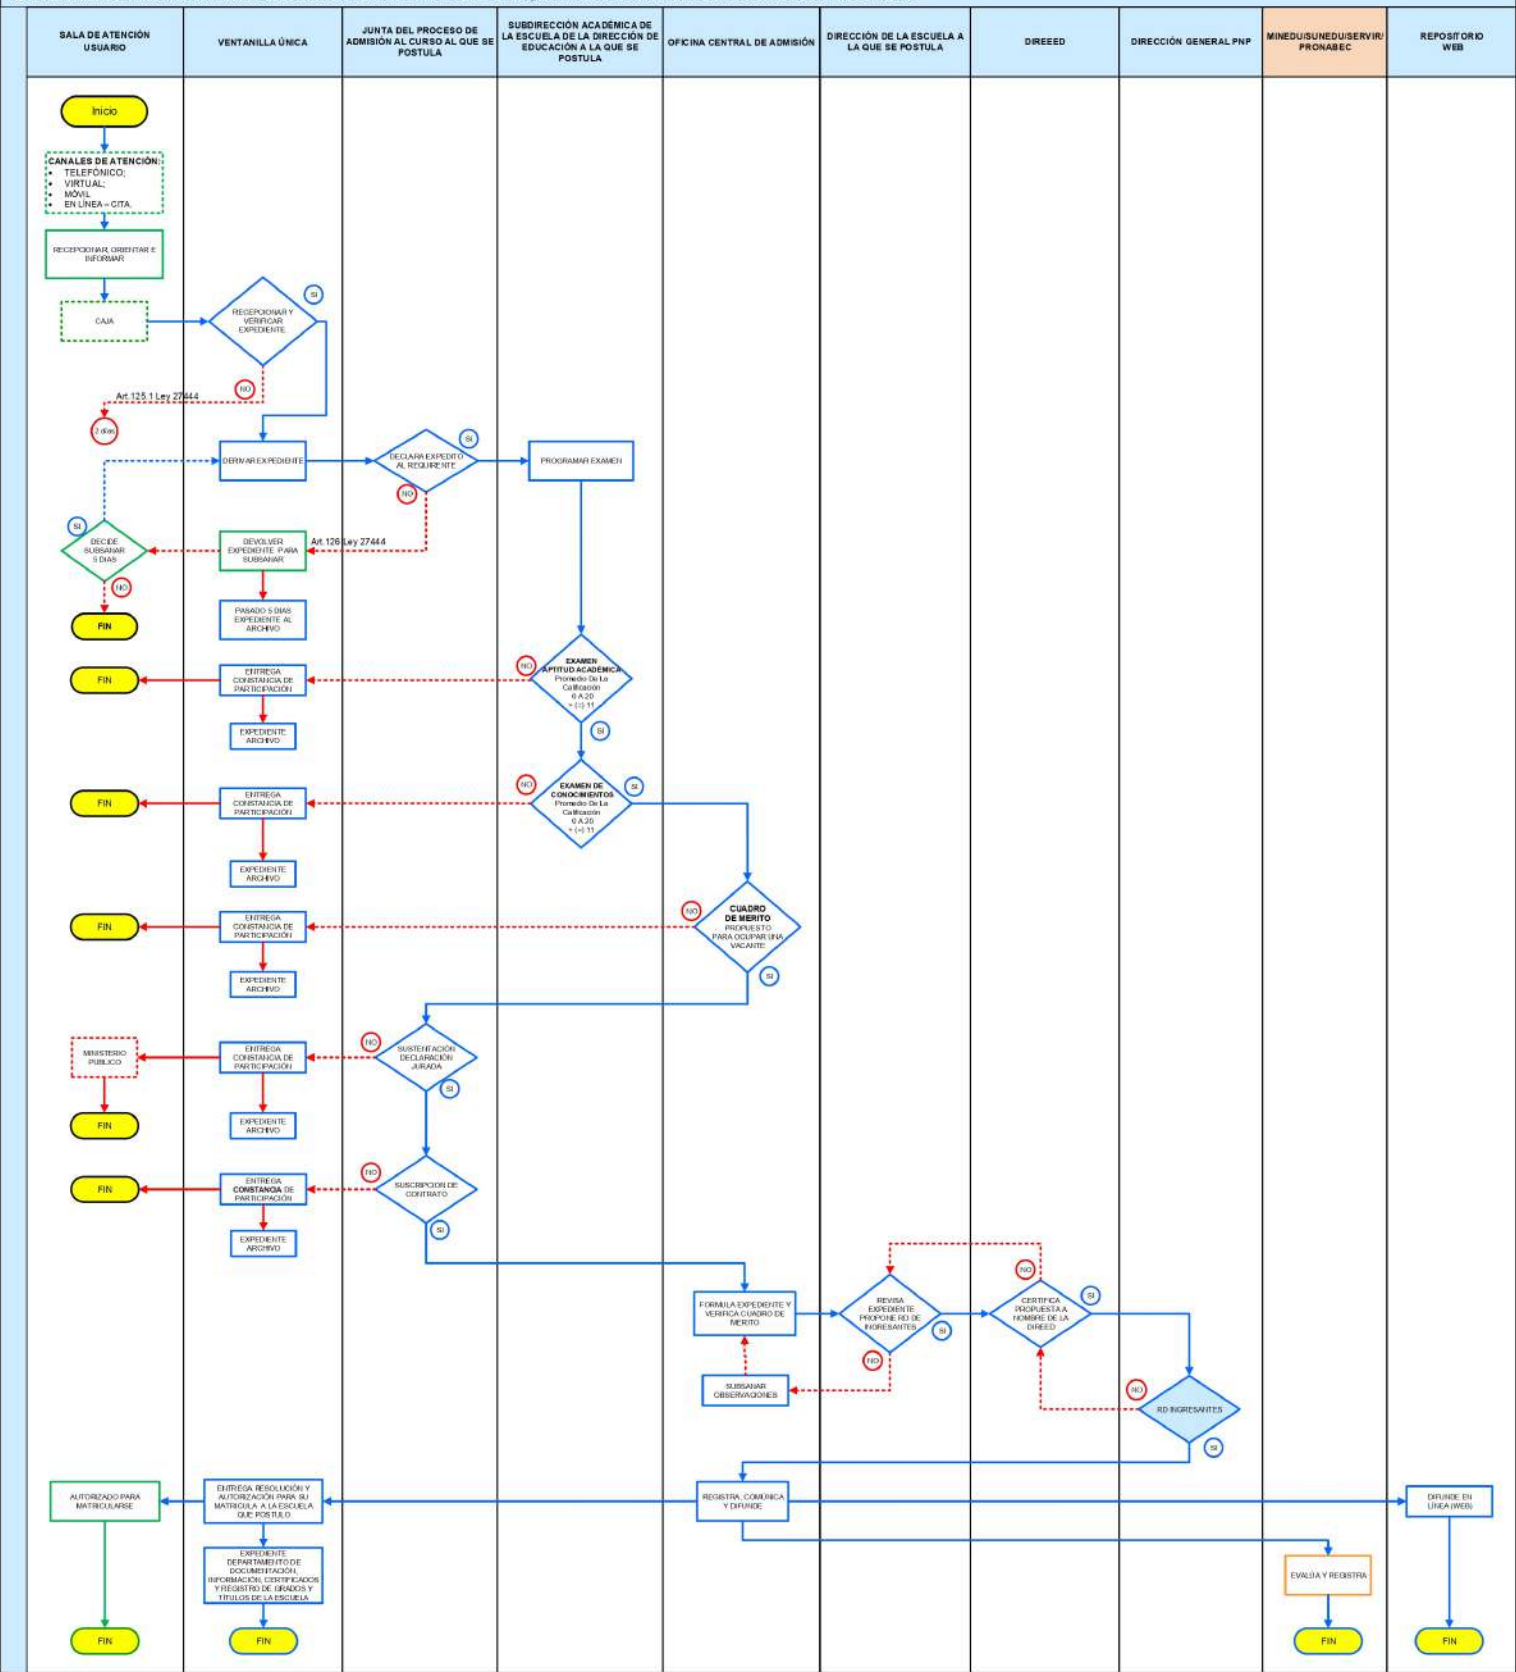 SALA DE ATENCIÓN
USUARIO
VENTANILLA ÚNICA
JUNTA DEL PROCESO DE
ADMISIÓN AL CURSO AL QUE SE
POSTULA
SUBDIRECCIÓN ACADÉMICA DE
LA ESCUELA DE LA DIRECCIÓN DE
EDUCACIÓN A LA QUE SE
POSTULA
OFICINA CENTRAL DE ADMISIÓN
DIRECCIÓN DE LA ESCUELA A
LA QUE SE POSTULA
DIREEED
DIRECCIÓN GENERAL PNP
MINEDU/SUNEDU/SERVIR/
PRONABEC
REPOSITORIO
WEB
Inicio
CANALES DE ATENCIÓN:
• TELEFÓNICO;
• VIRTUAL;
• MÓVIL
• EN LÍNEA – CITA.
RECEPCIONAR, ORIENTAR E
INFORMAR
CAJA
RECEPCIONAR Y
VERIFICAR
EXPEDIENTE
SI
NO
Art.125.1 Ley 27444
2 días
DERIVAR EXPEDIENTE
DECLARA EXPEDITO
AL REQUIRENTE
SI
NO
PROGRAMAR EXAMEN
SI
DECIDE
SUBSANAR
5 DIAS
NO
FIN
DEVOLVER
EXPEDIENTE PARA
SUBSANAR
Art. 126 Ley 27444
PASADO 5 DIAS
EXPEDIENTE AL
ARCHIVO
FIN
ENTREGA
CONSTANCIA DE
PARTICIPACIÓN
EXPEDIENTE
ARCHIVO
NO
EXAMEN
APTITUD ACADÉMICA
Promedio De La
Calificación
0 A 20
SI
FIN
ENTREGA
CONSTANCIA DE
PARTICIPACIÓN
EXPEDIENTE
ARCHIVO
NO
EXAMEN DE
CONOCIMIENTOS
Promedio De La
Calificación
0 A 20
SI
FIN
ENTREGA
CONSTANCIA DE
PARTICIPACIÓN
EXPEDIENTE
ARCHIVO
NO
CUADRO
DE MERITO
PROPUESTO
PARA OCUPAR UNA
VACANTE
SI
MINISTERIO
PUBLICO
FIN
ENTREGA
CONSTANCIA DE
PARTICIPACIÓN
EXPEDIENTE
ARCHIVO
NO
SUSTENTACIÓN
DECLARACIÓN
JURADA
SI
FIN
ENTREGA
CONSTANCIA DE
PARTICIPACIÓN
EXPEDIENTE
ARCHIVO
NO
SUSCRIPCION DE
CONTRATO
SI
FORMULA EXPEDIENTE Y
VERIFICA CUADRO DE
MERITO
SUBSANAR
OBSERVACIONES
REVISA
EXPEDIENTE
PROPONE RD DE
INGRESANTES
SI
NO
NO
CERTIFICA
PROPUESTA A
NOMBRE DE LA
DIREED
SI
NO
RD INGRESANTES
SI
AUTORIZADO PARA
MATRICULARSE
ENTREGA RESOLUCIÓN Y
AUTORIZACIÓN PARA SU
MATRICULA A LA ESCUELA
QUE POSTULO
REGISTRA, COMUNICA
Y DIFUNDE
DIFUNDE EN
LÍNEA (WEB)
EXPEDIENTE
DEPARTAMENTO DE
DOCUMENTACIÓN,
INFORMACIÓN, CERTIFICADOS
Y REGISTRO DE GRADOS Y
TÍTULOS DE LA ESCUELA
EVALÚA Y REGISTRA
FIN
FIN
FIN
FIN